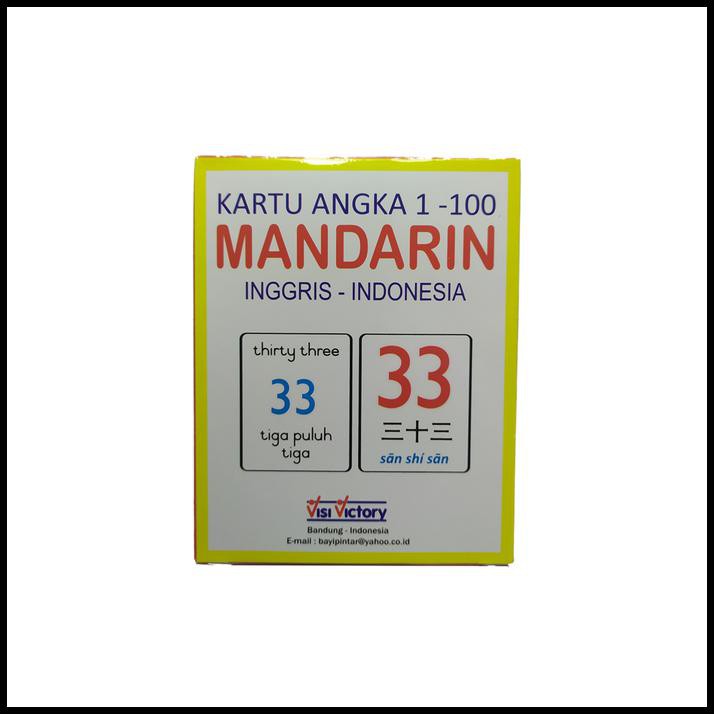 KARTU ANGKA 1 -100
MANDARIN
INGGRIS - INDONESIA
thirty three
33
tiga puluh
tiga
33
三十三
sān shí sān
Visi Victory
Bandung - Indonesia
E-mail : bayipintar@yahoo.co.id